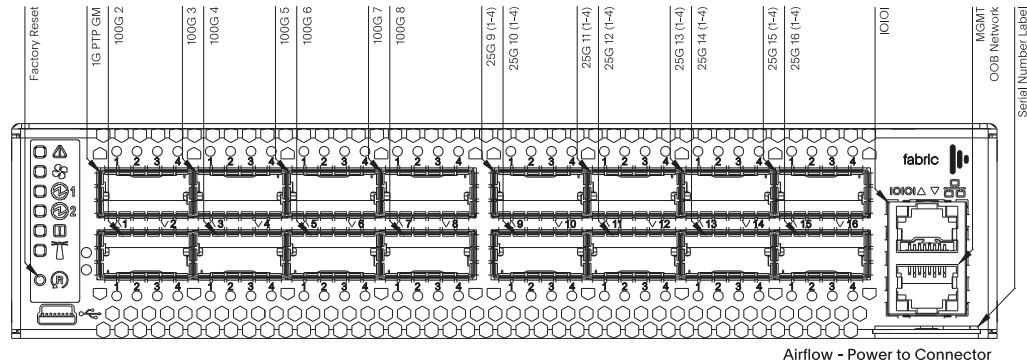 Factory Reset
1G PTP GM
100G 2
100G 3
100G 4
100G 5
100G 6
100G 7
100G 8
25G 9 (1-4)
25G 10 (1-4)
25G 11 (1-4)
25G 12 (1-4)
25G 13 (1-4)
25G 14 (1-4)
25G 15 (1-4)
25G 16 (1-4)
IOIOI
MGMT
OOB Network
Serial Number Label
1 2 3 4 1 2 3 4 1 2 3 4 1 2 3 4 1 2 3 4 1 2 3 4 1 2 3 4 1 2 3 4
fabric
1
2
IOIOI
1 2 3 4 5 6 7 8 9 10 11 12 13 14 15 16
1 2 3 4 1 2 3 4 1 2 3 4 1 2 3 4 1 2 3 4 1 2 3 4 1 2 3 4 1 2 3 4
R
Airflow - Power to Connector